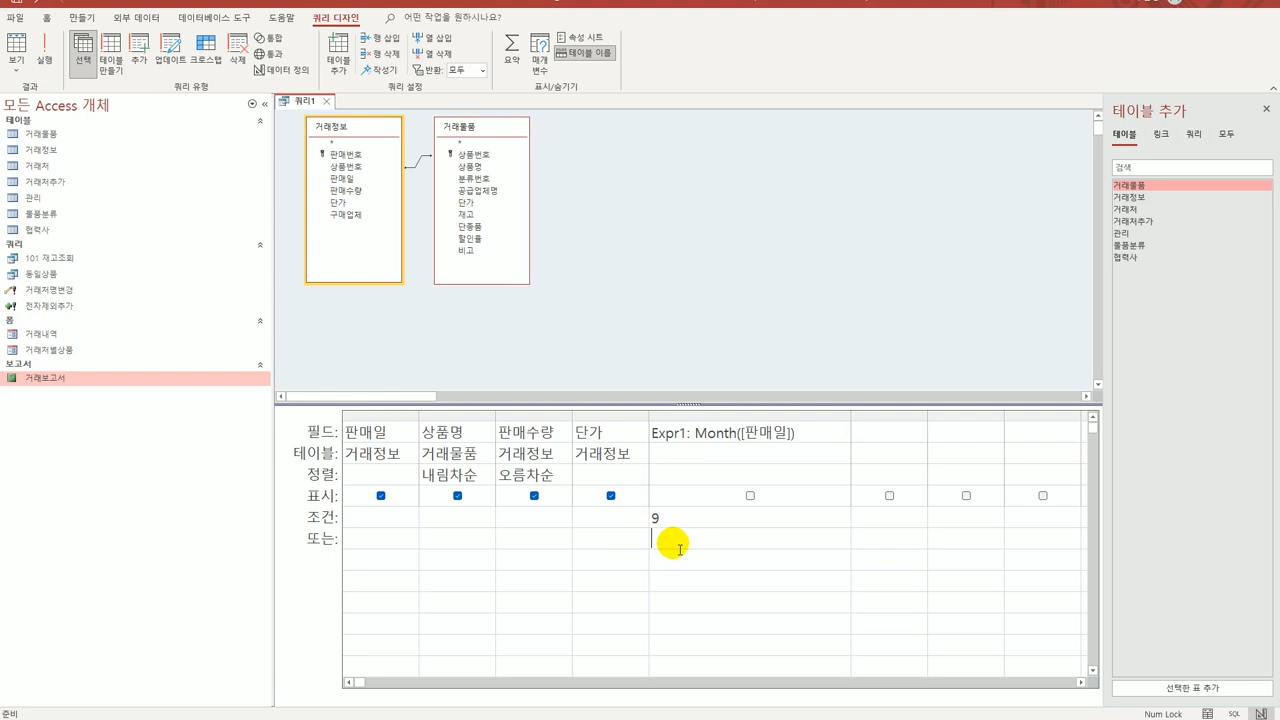 파일 홈 만들기 외부 데이터 데이터베이스 도구 도움말 쿼리 디자인 어떤 작업을 원하시나요?
보기
실행
선택
테이블
만들기
추가
업데이트
크로스탭
삭제
통합
통과
데이터 정의
테이블
추가
행 삽입
행 삭제
작성기
열 삽입
열 삭제
반환: 모두
요약
매개
변수
속성 시트
테이블 이름
결과
쿼리 유형
쿼리 설정
표시/숨기기
모든 Access 개체
테이블
거래물품
거래정보
거래처
거래처추가
관리
물품분류
협력사
쿼리
101 재고조회
동일상품
거래처명변경
전자제외추가
폼
거래내역
거래처별상품
보고서
거래보고서
쿼리1
거래정보
*
판매번호
상품번호
판매일
판매수량
단가
구매업체
거래물품
*
상품번호
상품명
분류번호
공급업체명
단가
재고
단종품
할인율
비고
필드: 판매일 상품명 판매수량 단가 Expr1: Month([판매일])
테이블: 거래정보 거래물품 거래정보 거래정보
정렬: 내림차순 오름차순
표시:
조건: 9
또는:
테이블 추가
테이블 링크 쿼리 모두
검색
거래물품
거래정보
거래처
거래처추가
관리
물품분류
협력사
선택한 표 추가
준비
Num Lock
SQL